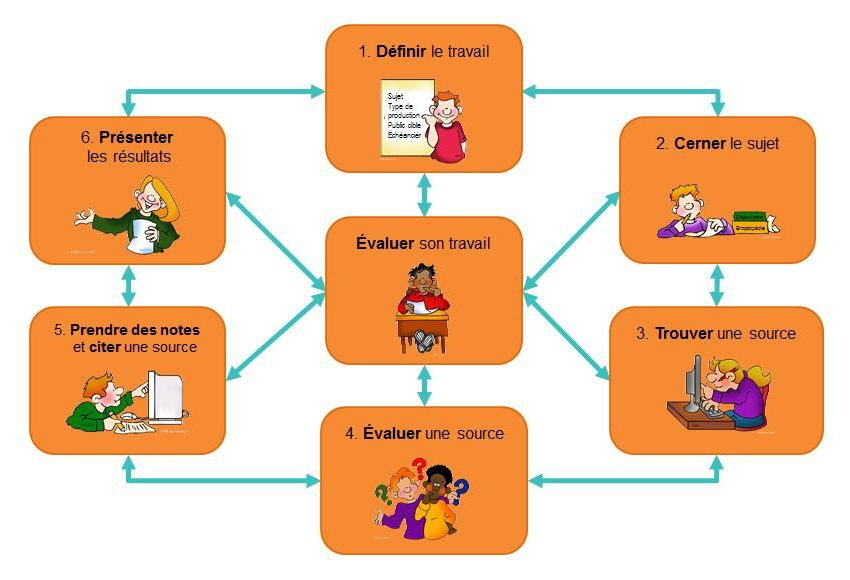 1. Définir le travail
Sujet
Type de
production
Public cible
Echéancier
2. Cerner le sujet
Dictionnaire
Encyclopédie
3. Trouver une source
4. Évaluer une source
5. Prendre des notes
et citer une source
6. Présenter
les résultats
Évaluer son travail